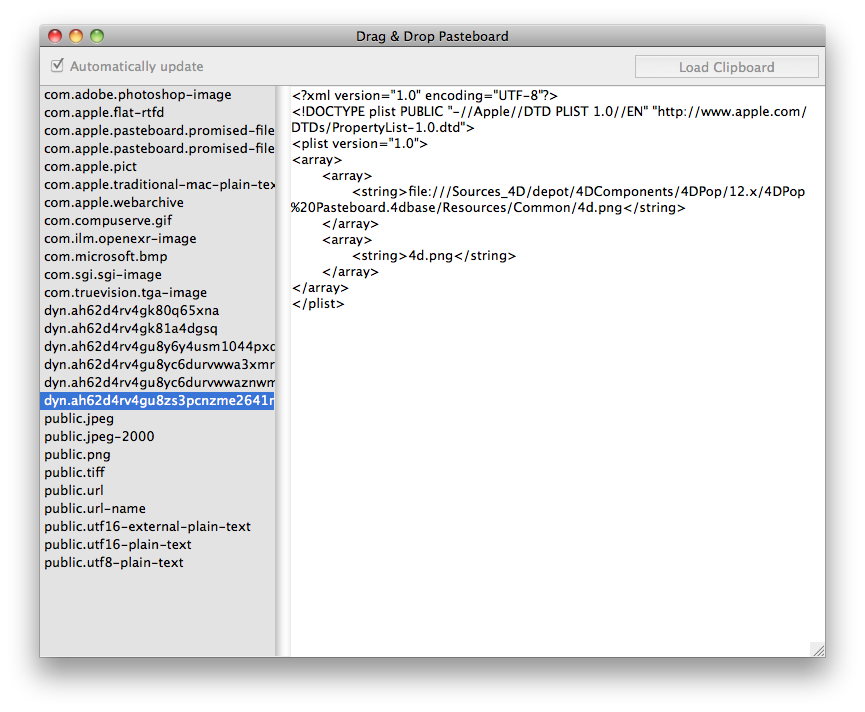 Drag & Drop Pasteboard
Automatically update
Load Clipboard
com.adobe.photoshop-image
com.apple.flat-rtfd
com.apple.pasteboard.promised-file
com.apple.pasteboard.promised-file
com.apple.pict
com.apple.traditional-mac-plain-tex
com.apple.webarchive
com.compuserve.gif
com.ilm.openexr-image
com.microsoft.bmp
com.sgi.sgi-image
com.truevision.tga-image
dyn.ah62d4rv4gk80q65xna
dyn.ah62d4rv4gk81a4dgsq
dyn.ah62d4rv4gu8y6y4usm1044pxc
dyn.ah62d4rv4gu8yc6durvwwa3xmr
dyn.ah62d4rv4gu8yc6durvwwaznwm
dyn.ah62d4rv4gu8zs3pcnzme2641r
public.jpeg
public.jpeg-2000
public.png
public.tiff
public.url
public.url-name
public.utf16-external-plain-text
public.utf16-plain-text
public.utf8-plain-text
<?xml version="1.0" encoding="UTF-8"?>
<!DOCTYPE plist PUBLIC "-//Apple//DTD PLIST 1.0//EN" "http://www.apple.com/
DTDs/PropertyList-1.0.dtd">
<plist version="1.0">
<array>
<array>
<string>file:///Sources_4D/depot/4DComponents/4DPop/12.x/4DPop
%20Pasteboard.4dbase/Resources/Common/4d.png</string>
</array>
<array>
<string>4d.png</string>
</array>
</array>
</plist>